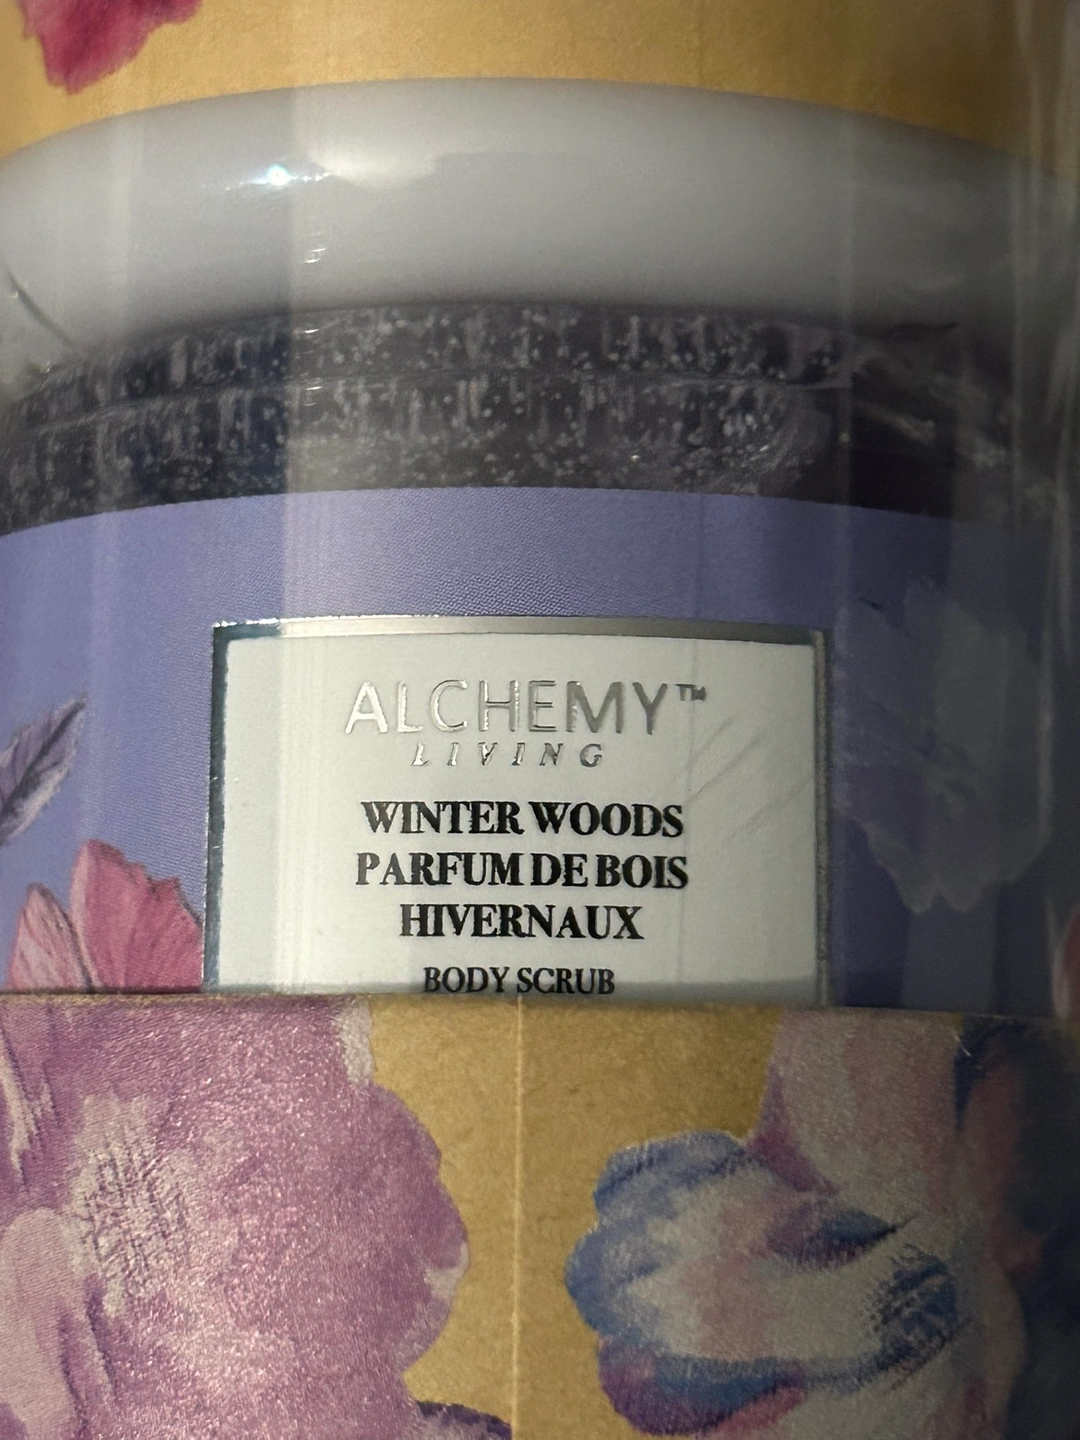 ALCHEMY™
LIVING
WINTER WOODS
PARFUM DE BOIS
HIVERNAUX
BODY SCRUB